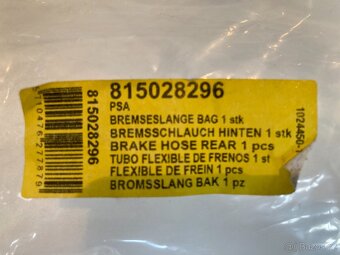 815028296
PSA
BREMSESLANGE BAG 1 stk
BREMSSCHLAUCH HINTEN 1 stk
BRAKE HOSE REAR 1 pcs
TUBO FLEXIBLE DE FRENOS 1 st
FLEXIBLE DE FREIN 1 pcs
BROMSSLANG BAK 1 pz
815028296
5710476277879